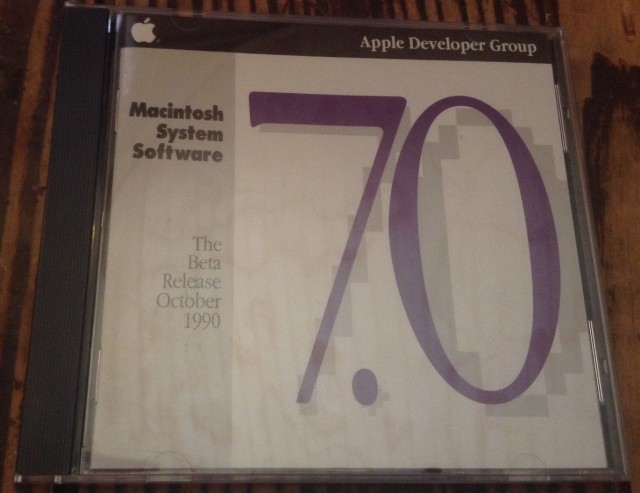 Apple Developer Group
Macintosh
System
Software
7.0
The
Beta
Release
October
1990